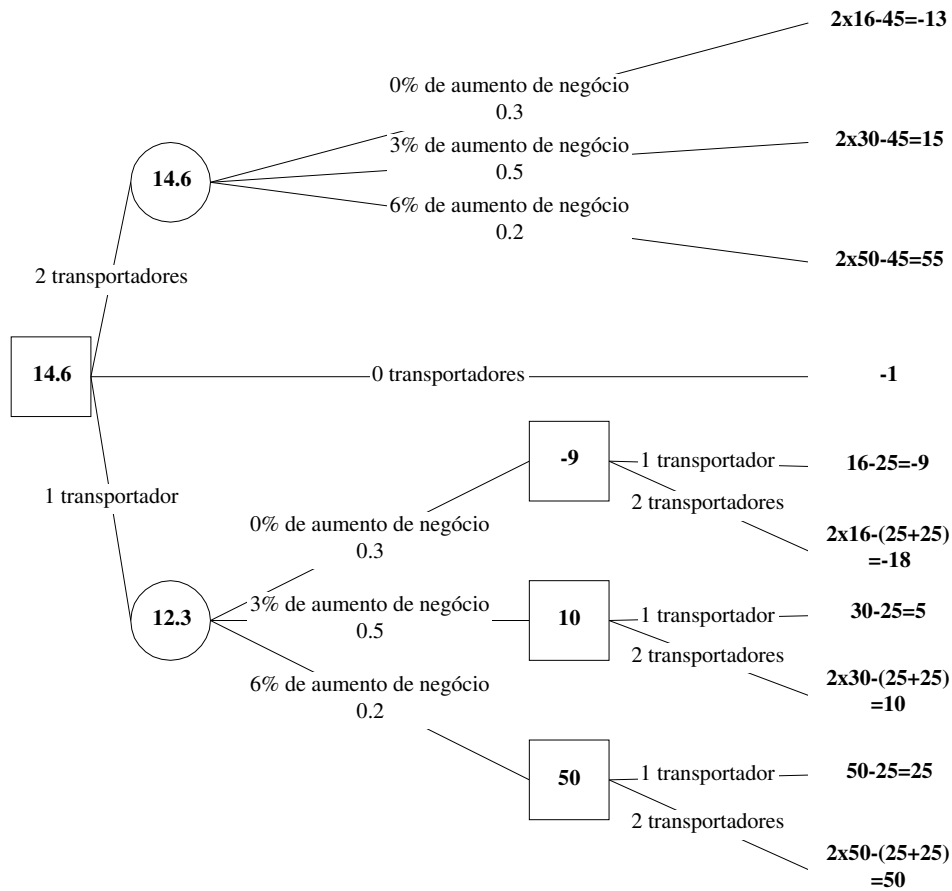 2x16-45=-13
0% de aumento de negócio
0.3
3% de aumento de negócio
0.5
2x30-45=15
14.6
6% de aumento de negócio
0.2
2x50-45=55
2 transportadores
14.6
0 transportadores
-1
-9
1 transportador
16-25=-9
2 transportadores
1 transportador
0% de aumento de negócio
0.3
2x16-(25+25)
=-18
12.3
3% de aumento de negócio
0.5
10
1 transportador
30-25=5
2 transportadores
6% de aumento de negócio
0.2
2x30-(25+25)
=10
50
1 transportador
50-25=25
2 transportadores
2x50-(25+25)
=50